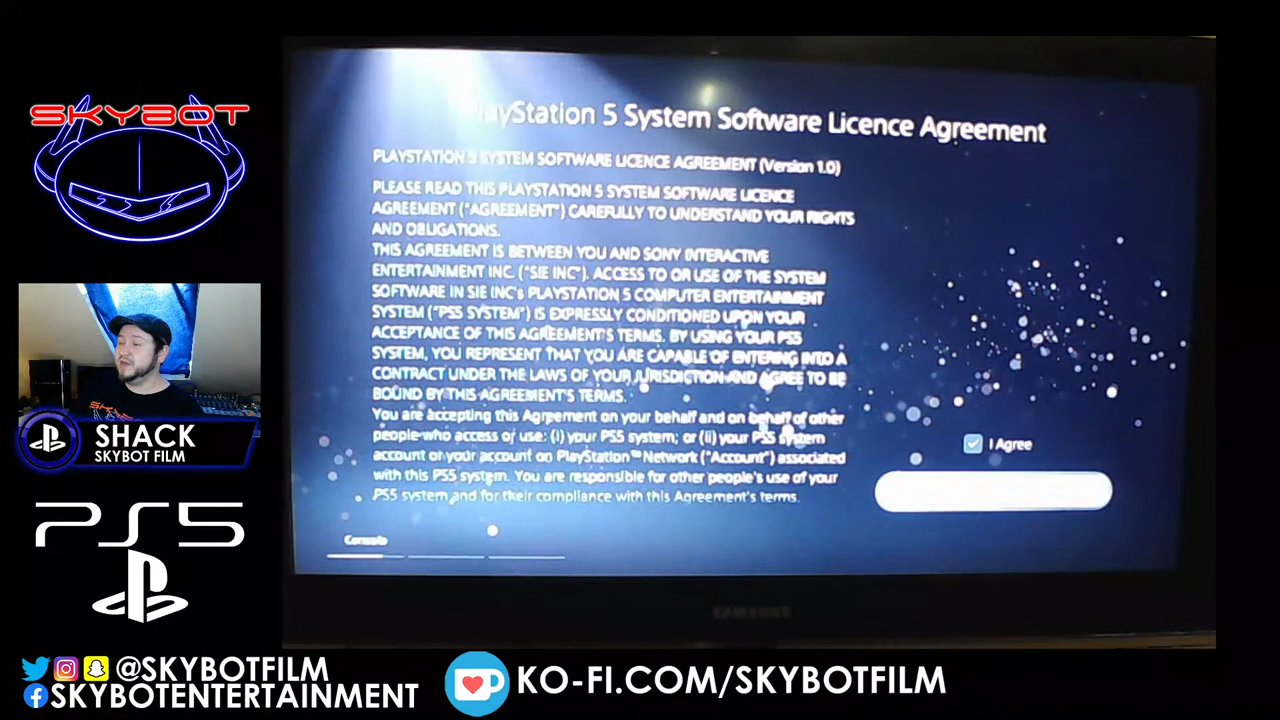 SKYBOT
SHACK
SKYBOT FILM
PS5
PlayStation 5 System Software Licence Agreement
PLAYSTATION 5 SYSTEM SOFTWARE LICENCE AGREEMENT (Version 1.0)
PLEASE READ THIS PLAYSTATION 5 SYSTEM SOFTWARE LICENCE
AGREEMENT ("AGREEMENT") CAREFULLY TO UNDERSTAND YOUR RIGHTS
AND OBLIGATIONS.
THIS AGREEMENT IS BETWEEN YOU AND SONY INTERACTIVE
ENTERTAINMENT INC. ("SIE INC"). ACCESS TO OR USE OF THE SYSTEM
SOFTWARE IN SIE INC's PLAYSTATION 5 COMPUTER ENTERTAINMENT
SYSTEM ("PS5 SYSTEM") IS EXPRESSLY CONDITIONED UPON YOUR
ACCEPTANCE OF THIS AGREEMENT'S TERMS. BY USING YOUR PS5
SYSTEM, YOU REPRESENT THAT YOU ARE CAPABLE OF ENTERING INTO A
CONTRACT UNDER THE LAWS OF YOUR JURISDICTION AND AGREE TO BE
BOUND BY THIS AGREEMENT'S TERMS.
You are accepting this Agreement on your behalf and on behalf of other
people who access or use: (i) your PS5 system; or (ii) your PS5 system
account or your account on PlayStation™Network ("Account") associated
with this PS5 system. You are responsible for other people's use of your
PS5 system and for their compliance with this Agreement's terms.
I Agree
Console
SAMSUNG
@SKYBOTFILM
SKYBOTENTERTAINMENT
KO-FI.COM/SKYBOTFILM